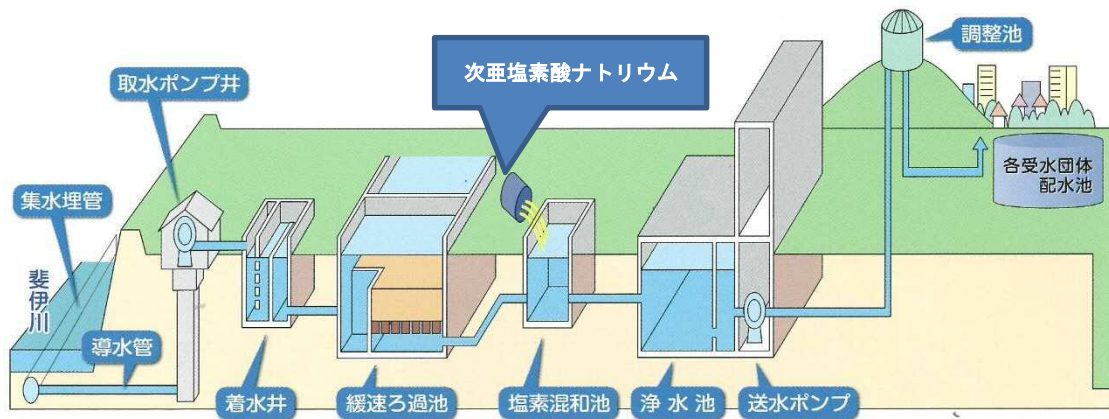 次亜塩素酸ナトリウム
調整池
取水ポンプ井
各受水団体
配水池
集水埋管
斐伊川
導水管
着水井
緩速ろ過池
塩素混和池
浄水池
送水ポンプ